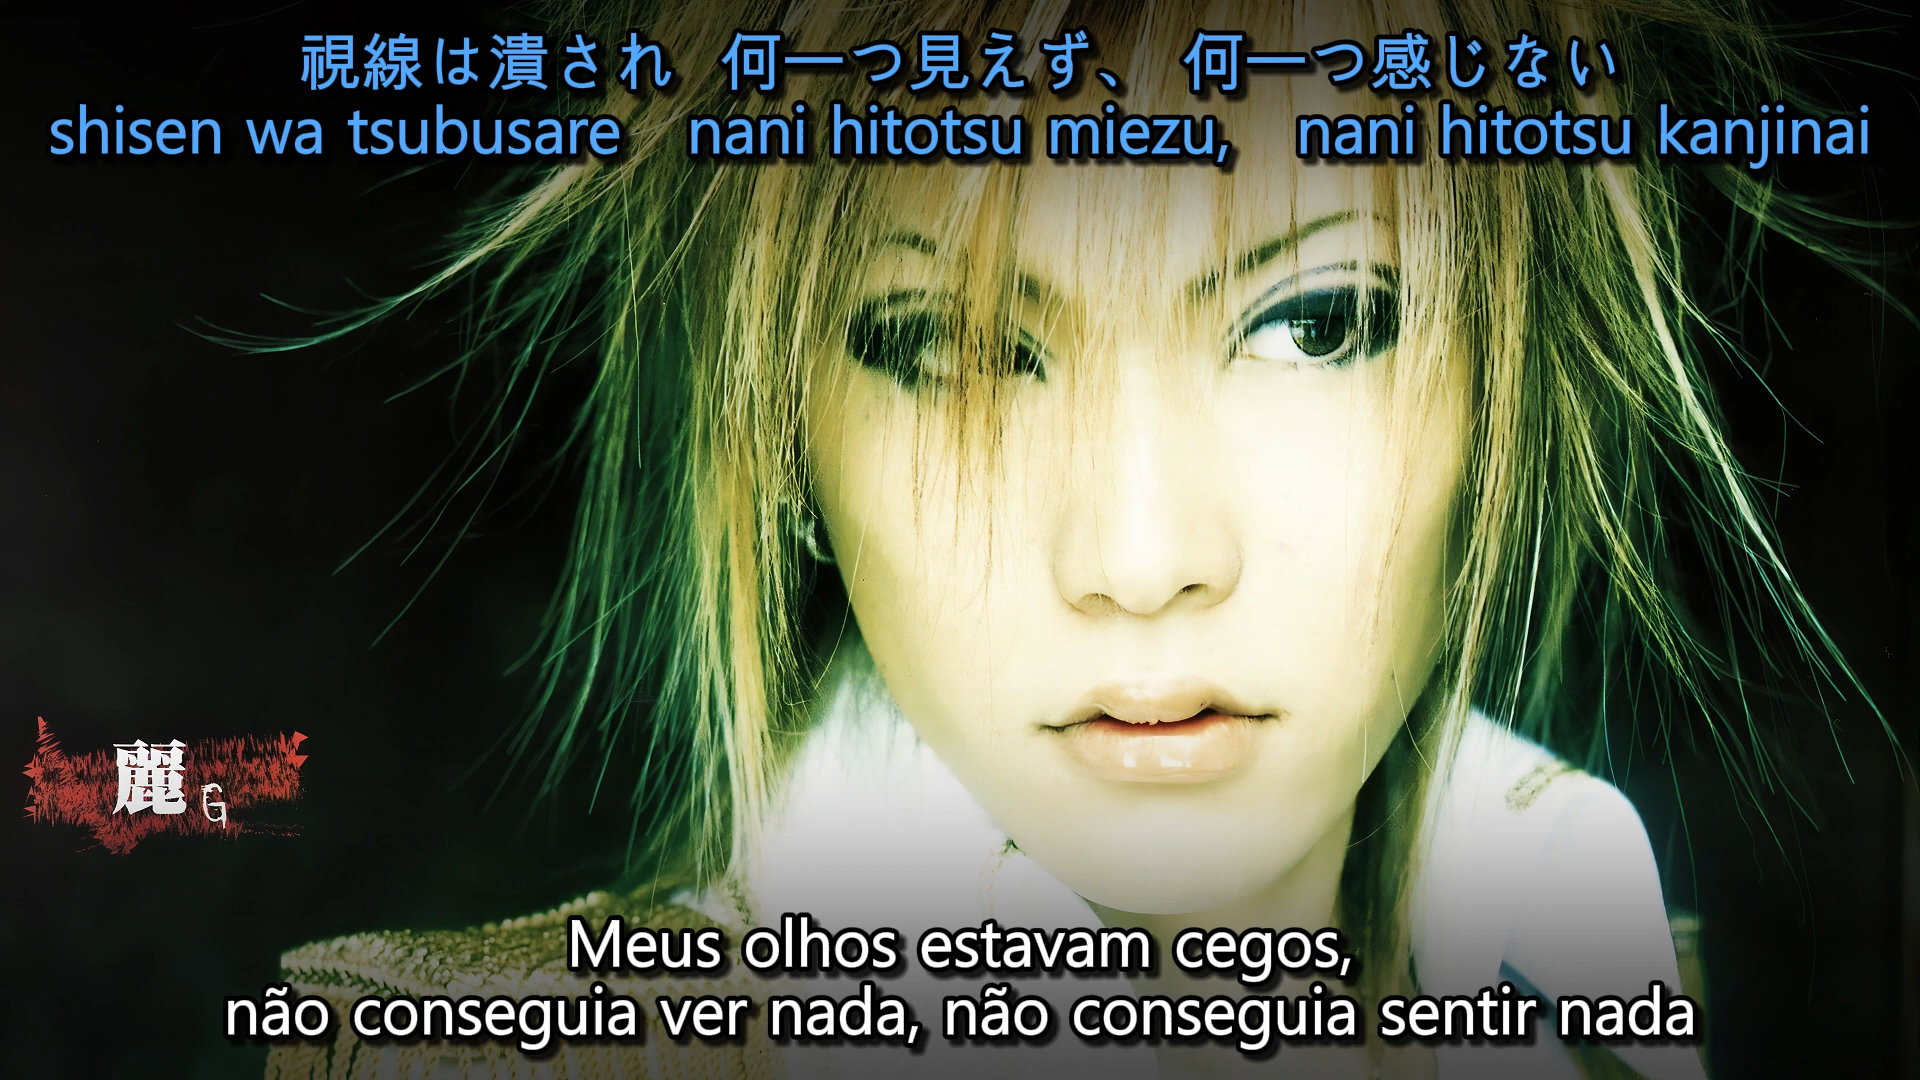 視線は潰され　何一つ見えず、　何一つ感じない
shisen wa tsubusare nani hitotsu miezu, nani hitotsu kanjinai
麗 G
Meus olhos estavam cegos,
não conseguia ver nada, não conseguia sentir nada